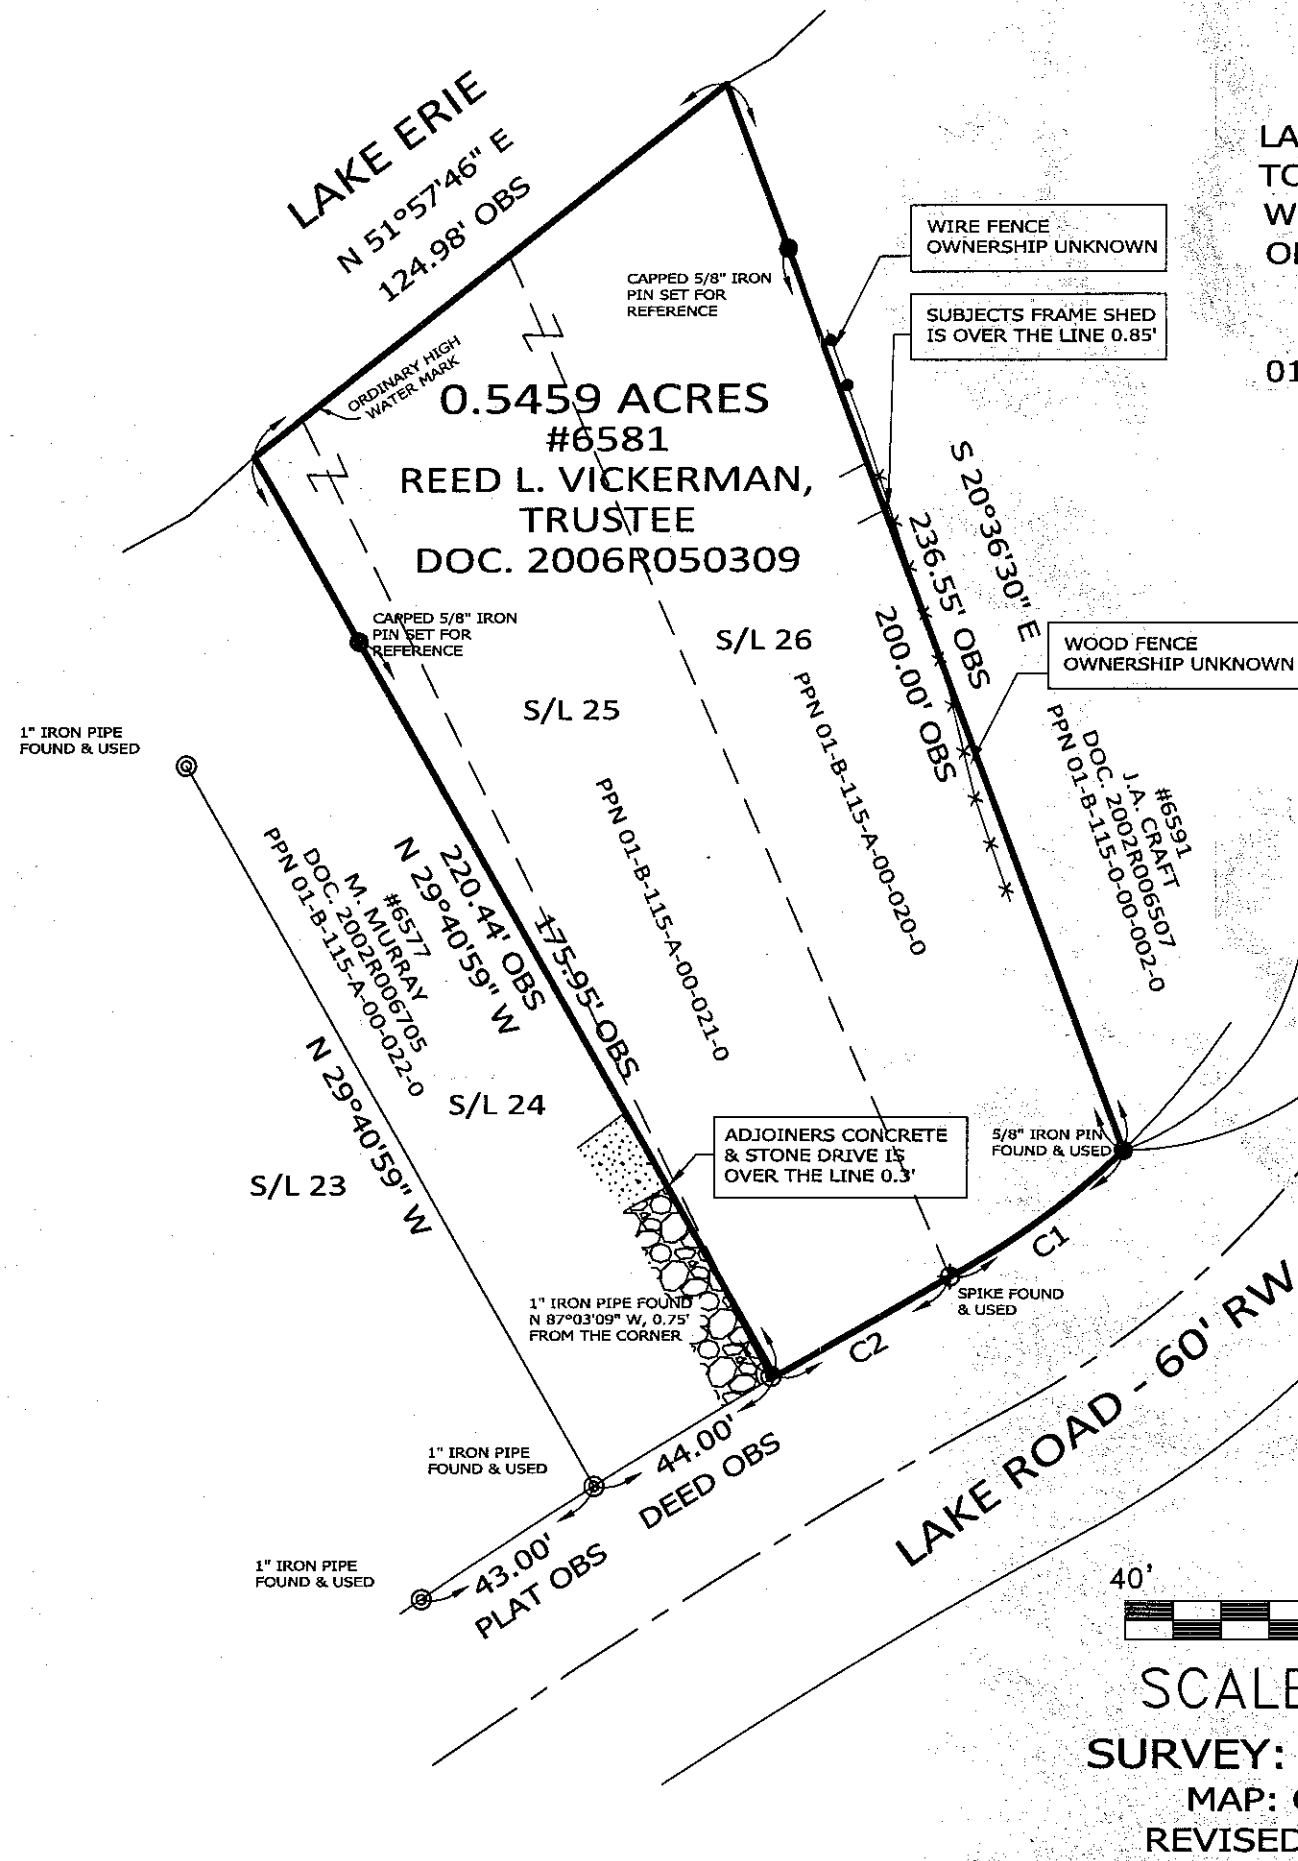 LAKE ERIE
N 51°57'46" E
124.98' OBS
ORDINARY HIGH
WATER MARK
CAPPED 5/8" IRON
PIN SET FOR
REFERENCE
WIRE FENCE
OWNERSHIP UNKNOWN
SUBJECTS FRAME SHED
IS OVER THE LINE 0.85'
LA
TO
W
01
0.5459 ACRES
#6581
REED L. VICKERMAN,
TRUSTEE
DOC. 2006R050309
S 20°36'30" E
236.55' OBS
200.00' OBS
CAPPED 5/8" IRON
PIN SET FOR
REFERENCE
S/L 26
S/L 25
WOOD FENCE
OWNERSHIP UNKNOWN
1" IRON PIPE
FOUND & USED
PPN 01-B-115-A-00-020-0
PPN 01-B-115-A-00-021-0
#6591
J.A. CRAFT
DOC. 2002R006507
PPN 01-B-115-0-00-002-0
175.95' OBS
220.44' OBS
N 29°40'59" W
#6577
M. MURRAY
DOC. 2002R006705
PPN 01-B-115-A-00-022-0
N 29°40'59" W
S/L 24
S/L 23
ADJOINERS CONCRETE
& STONE DRIVE IS
OVER THE LINE 0.3'
5/8" IRON PIN
FOUND & USED
C1
SPIKE FOUND
& USED
1" IRON PIPE FOUND
N 87°03'09" W, 0.75'
FROM THE CORNER
C2
LAKE ROAD - 60' RW
44.00'
DEED OBS
1" IRON PIPE
FOUND & USED
43.00'
PLAT OBS
1" IRON PIPE
FOUND & USED
40'
SCALE
SURVEY:
MAP:
REVISED